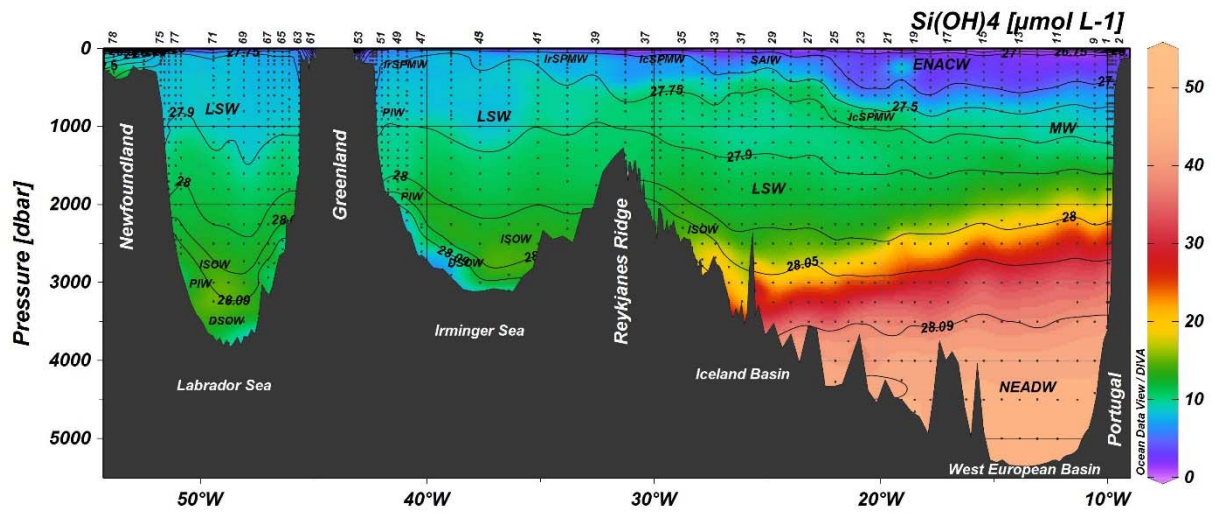 Si(OH)4 [µmol L-1]
78 75 77 71 69 67 65 63 61 53 51 49 47 43 41 39 37 35 33 31 29 27 25 23 21 19 17 15 13 11 9 1 2
0
1000
2000
3000
4000
5000
Pressure [dbar]
50°W
40°W
30°W
20°W
10°W
50
40
30
20
10
0
Ocean Data View / DIVA
Newfoundland
Greenland
Reykjanes Ridge
Portugal
Labrador Sea
Irminger Sea
Iceland Basin
West European Basin
27.75
LSW
27.9
28
ISOW
PIW
28.09
DSOW
IrSPMW
PIW
LSW
28
PIW
ISOW
DSOW
IrSPMW
IcSPMW
SAIW
ENACW
27
27.75
27.5
IcSPMW
MW
27.9
LSW
ISOW
28
28.05
28.09
NEADW